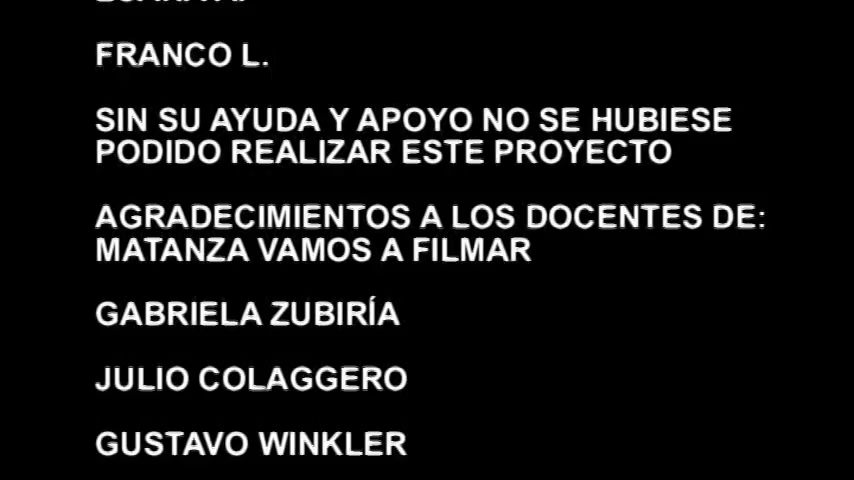 FRANCO L.
SIN SU AYUDA Y APOYO NO SE HUBIESE
PODIDO REALIZAR ESTE PROYECTO
AGRADECIMIENTOS A LOS DOCENTES DE:
MATANZA VAMOS A FILMAR
GABRIELA ZUBIRÍA
JULIO COLAGGERO
GUSTAVO WINKLER